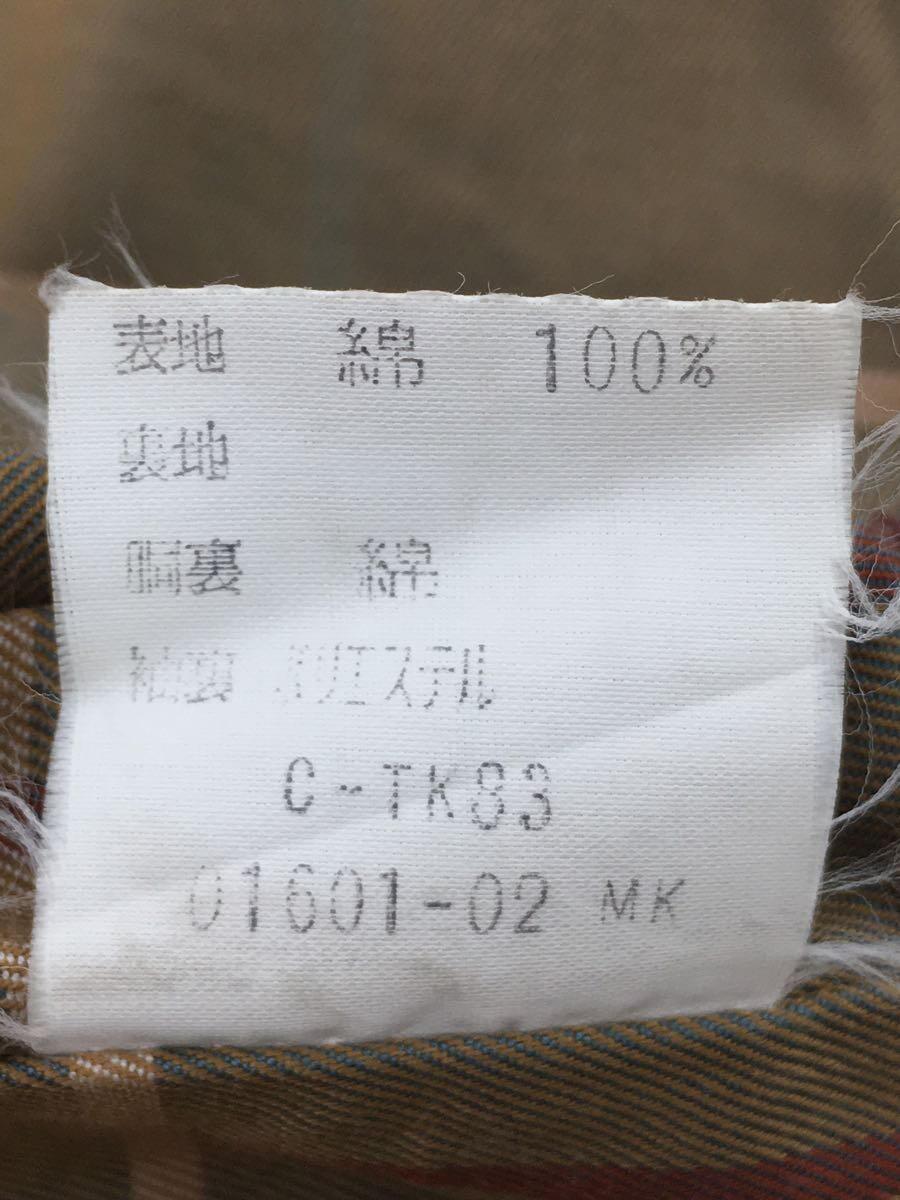 表地 綿 100%
裏地
胴裏 綿
袖裏 ポリエステル
C-TK83
01601-02 MK